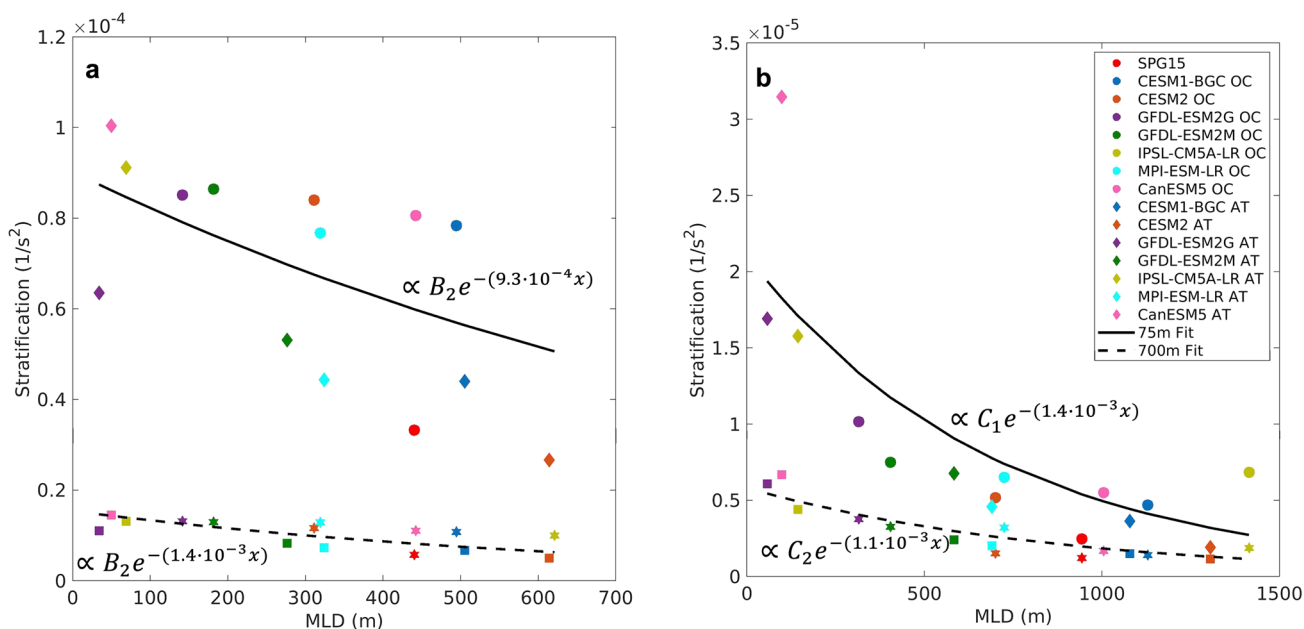 ×10⁻⁴
a
1.2
1
0.8
0.6
0.4
0.2
0
Stratification (1/s²)
∝ B₂e^−(9.3·10⁻⁴x)
∝ B₂e^−(1.4·10⁻³x)
0 100 200 300 400 500 600 700
MLD (m)
×10⁻⁵
b
3.5
3
2.5
2
1.5
1
0.5
0
Stratification (1/s²)
SPG15
CESM1-BGC OC
CESM2 OC
GFDL-ESM2G OC
GFDL-ESM2M OC
IPSL-CM5A-LR OC
MPI-ESM-LR OC
CanESM5 OC
CESM1-BGC AT
CESM2 AT
GFDL-ESM2G AT
GFDL-ESM2M AT
IPSL-CM5A-LR AT
MPI-ESM-LR AT
CanESM5 AT
75m Fit
700m Fit
∝ C₁e^−(1.4·10⁻³x)
∝ C₂e^−(1.1·10⁻³x)
0 500 1000 1500
MLD (m)